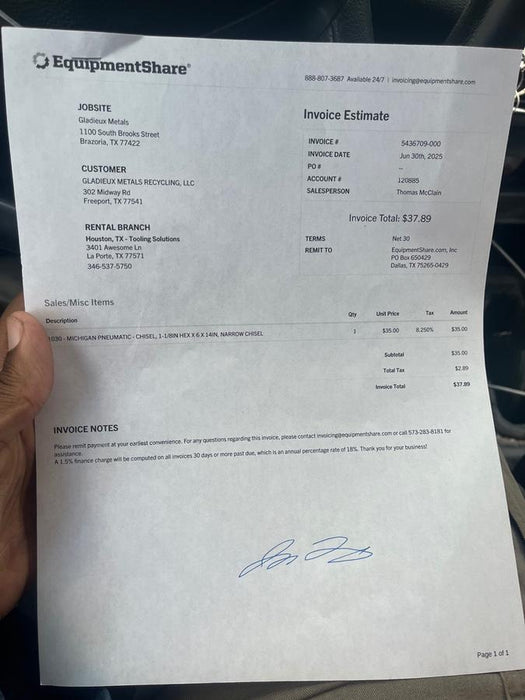 EquipmentShare®
888-807-3687 Available 24/7 | invoicing@equipmentshare.com
JOBSITE
Gladieux Metals
1100 South Brooks Street
Brazoria, TX 77422
CUSTOMER
GLADIEUX METALS RECYCLING, LLC
302 Midway Rd
Freeport, TX 77541
RENTAL BRANCH
Houston, TX - Tooling Solutions
3401 Awesome Ln
La Porte, TX 77571
346-537-5750
Invoice Estimate
INVOICE # 5436709-000
INVOICE DATE Jun 30th, 2025
PO # --
ACCOUNT # 120885
SALESPERSON Thomas McClain
Invoice Total: $37.89
TERMS Net 30
REMIT TO EquipmentShare.com, Inc
PO Box 650429
Dallas, TX 75265-0429
Sales/Misc Items
Description Qty Unit Price Tax Amount
1030 - MICHIGAN PNEUMATIC - CHISEL, 1-1/8IN HEX X 6 X 14IN, NARROW CHISEL 1 $35.00 8.250% $35.00
Subtotal $35.00
Total Tax $2.89
Invoice Total $37.89
INVOICE NOTES
Please remit payment at your earliest convenience. For any questions regarding this invoice, please contact invoicing@equipmentshare.com or call 573-283-8181 for
assistance.
A 1.5% finance charge will be computed on all invoices 30 days or more past due, which is an annual percentage rate of 18%. Thank you for your business!
Page 1 of 1